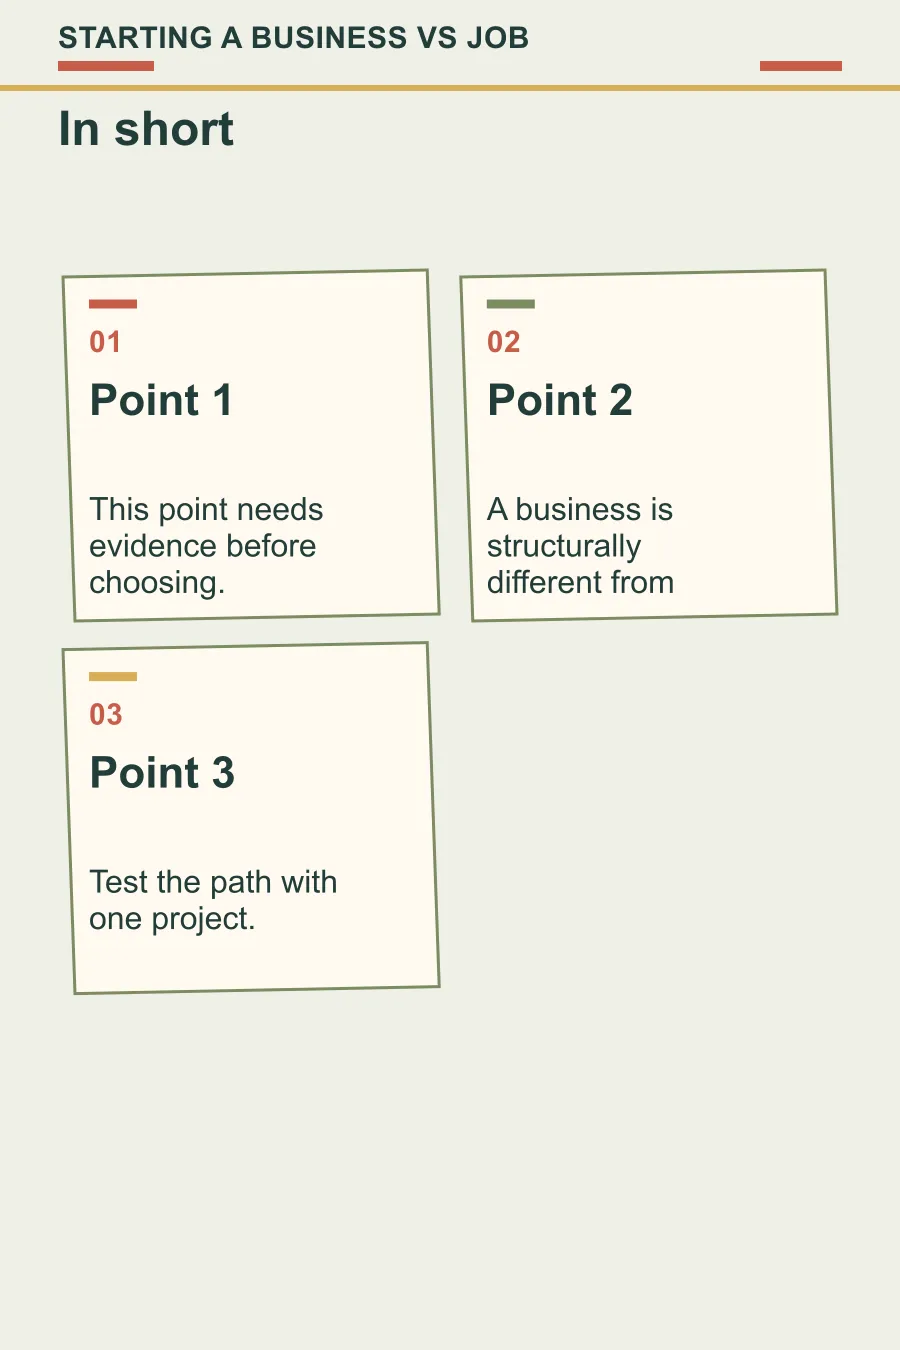 STARTING A BUSINESS VS JOB
In short
01
Point 1
This point needs
evidence before
choosing.
02
Point 2
A business is
structurally
different from
03
Point 3
Test the path with
one project.